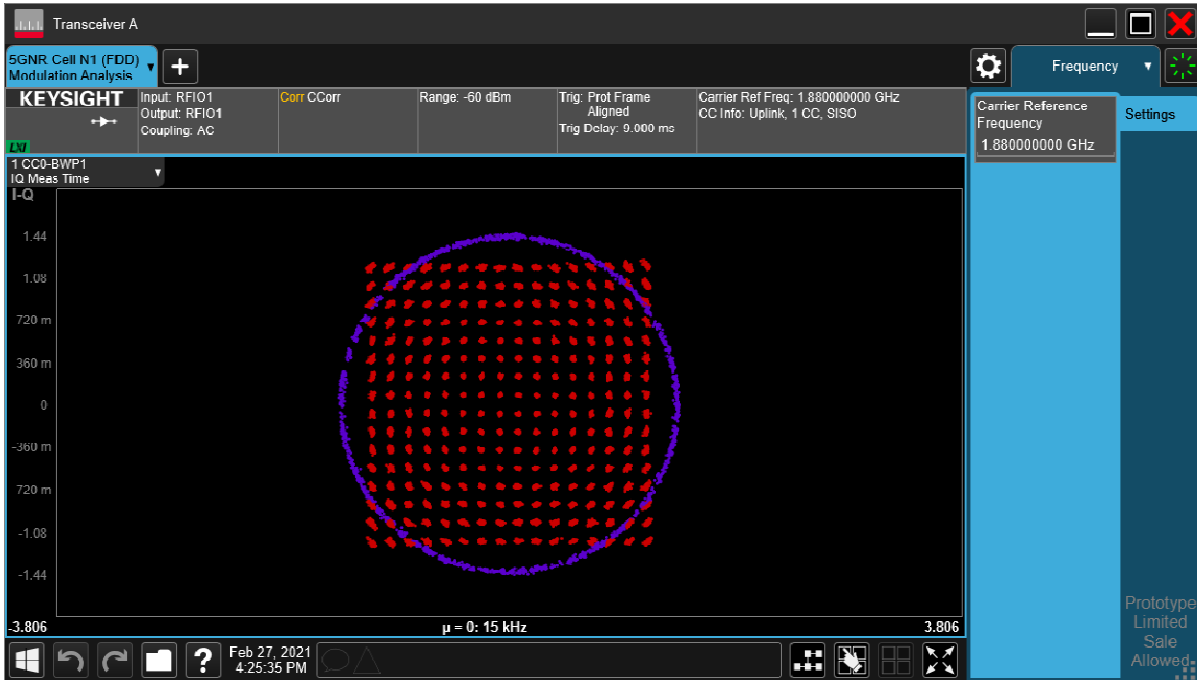 Transceiver A
5GNR Cell N1 (FDD)
Modulation Analysis
+
Frequency
KEYSIGHT
LXI
Input: RFIO1
Output: RFIO1
Coupling: AC
Corr CCorr
Range: -60 dBm
Trig: Prot Frame
Aligned
Trig Delay: 9.000 ms
Carrier Ref Freq: 1.880000000 GHz
CC Info: Uplink, 1 CC, SISO
Carrier Reference
Frequency
1.880000000 GHz
Settings
1 CC0-BWP1
IQ Meas Time
I-Q
1.44
1.08
720 m
360 m
0
-360 m
720 m
-1.08
-1.44
-3.806
µ = 0: 15 kHz
3.806
?
Feb 27, 2021
4:25:35 PM
Prototype
Limited
Sale
Allowed